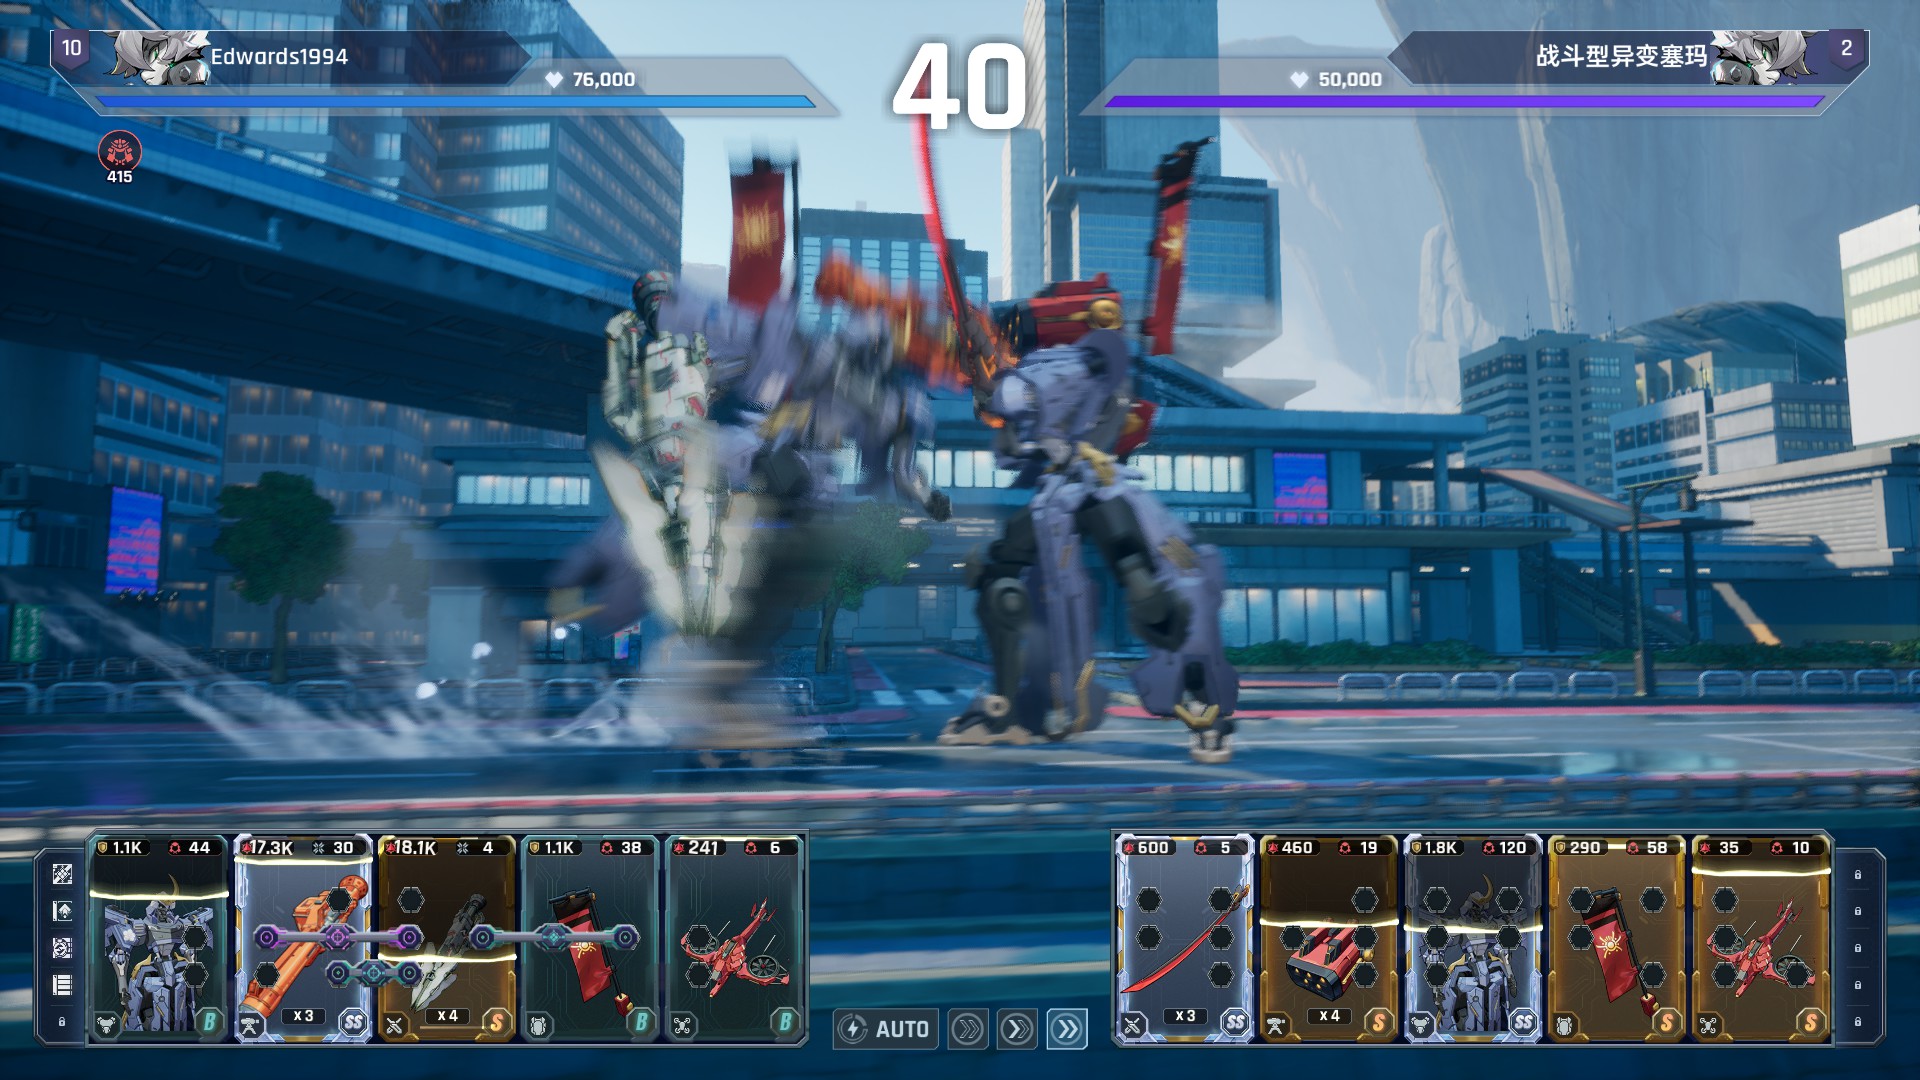 10
Edwards1994
76,000
40
50,000
战斗型异变塞玛
2
415
1.1K 44
17.3K 30
18.1K 4
1.1K 38
241 6
600 5
460 19
1.8K 120
290 58
35 10
B
x3 SS
x4 S
B
B
AUTO
x3 SS
x4 S
SS
S
S